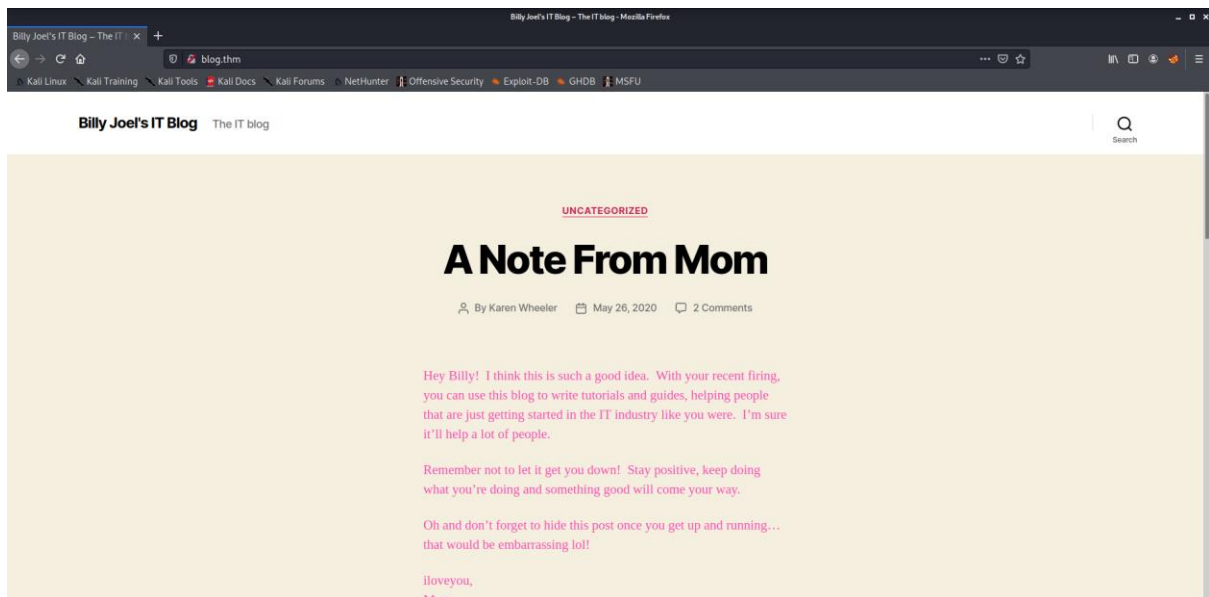 Billy Joel's IT Blog – The IT blog - Mozilla Firefox
Billy Joel's IT Blog – The IT
blog.thm
Kali Linux Kali Training Kali Tools Kali Docs Kali Forums NetHunter Offensive Security Exploit-DB GHDB MSFU
Billy Joel's IT Blog The IT blog
Search
UNCATEGORIZED
A Note From Mom
By Karen Wheeler May 26, 2020 2 Comments
Hey Billy! I think this is such a good idea. With your recent firing,
you can use this blog to write tutorials and guides, helping people
that are just getting started in the IT industry like you were. I’m sure
it’ll help a lot of people.
Remember not to let it get you down! Stay positive, keep doing
what you’re doing and something good will come your way.
Oh and don’t forget to hide this post once you get up and running…
that would be embarrassing lol!
iloveyou,